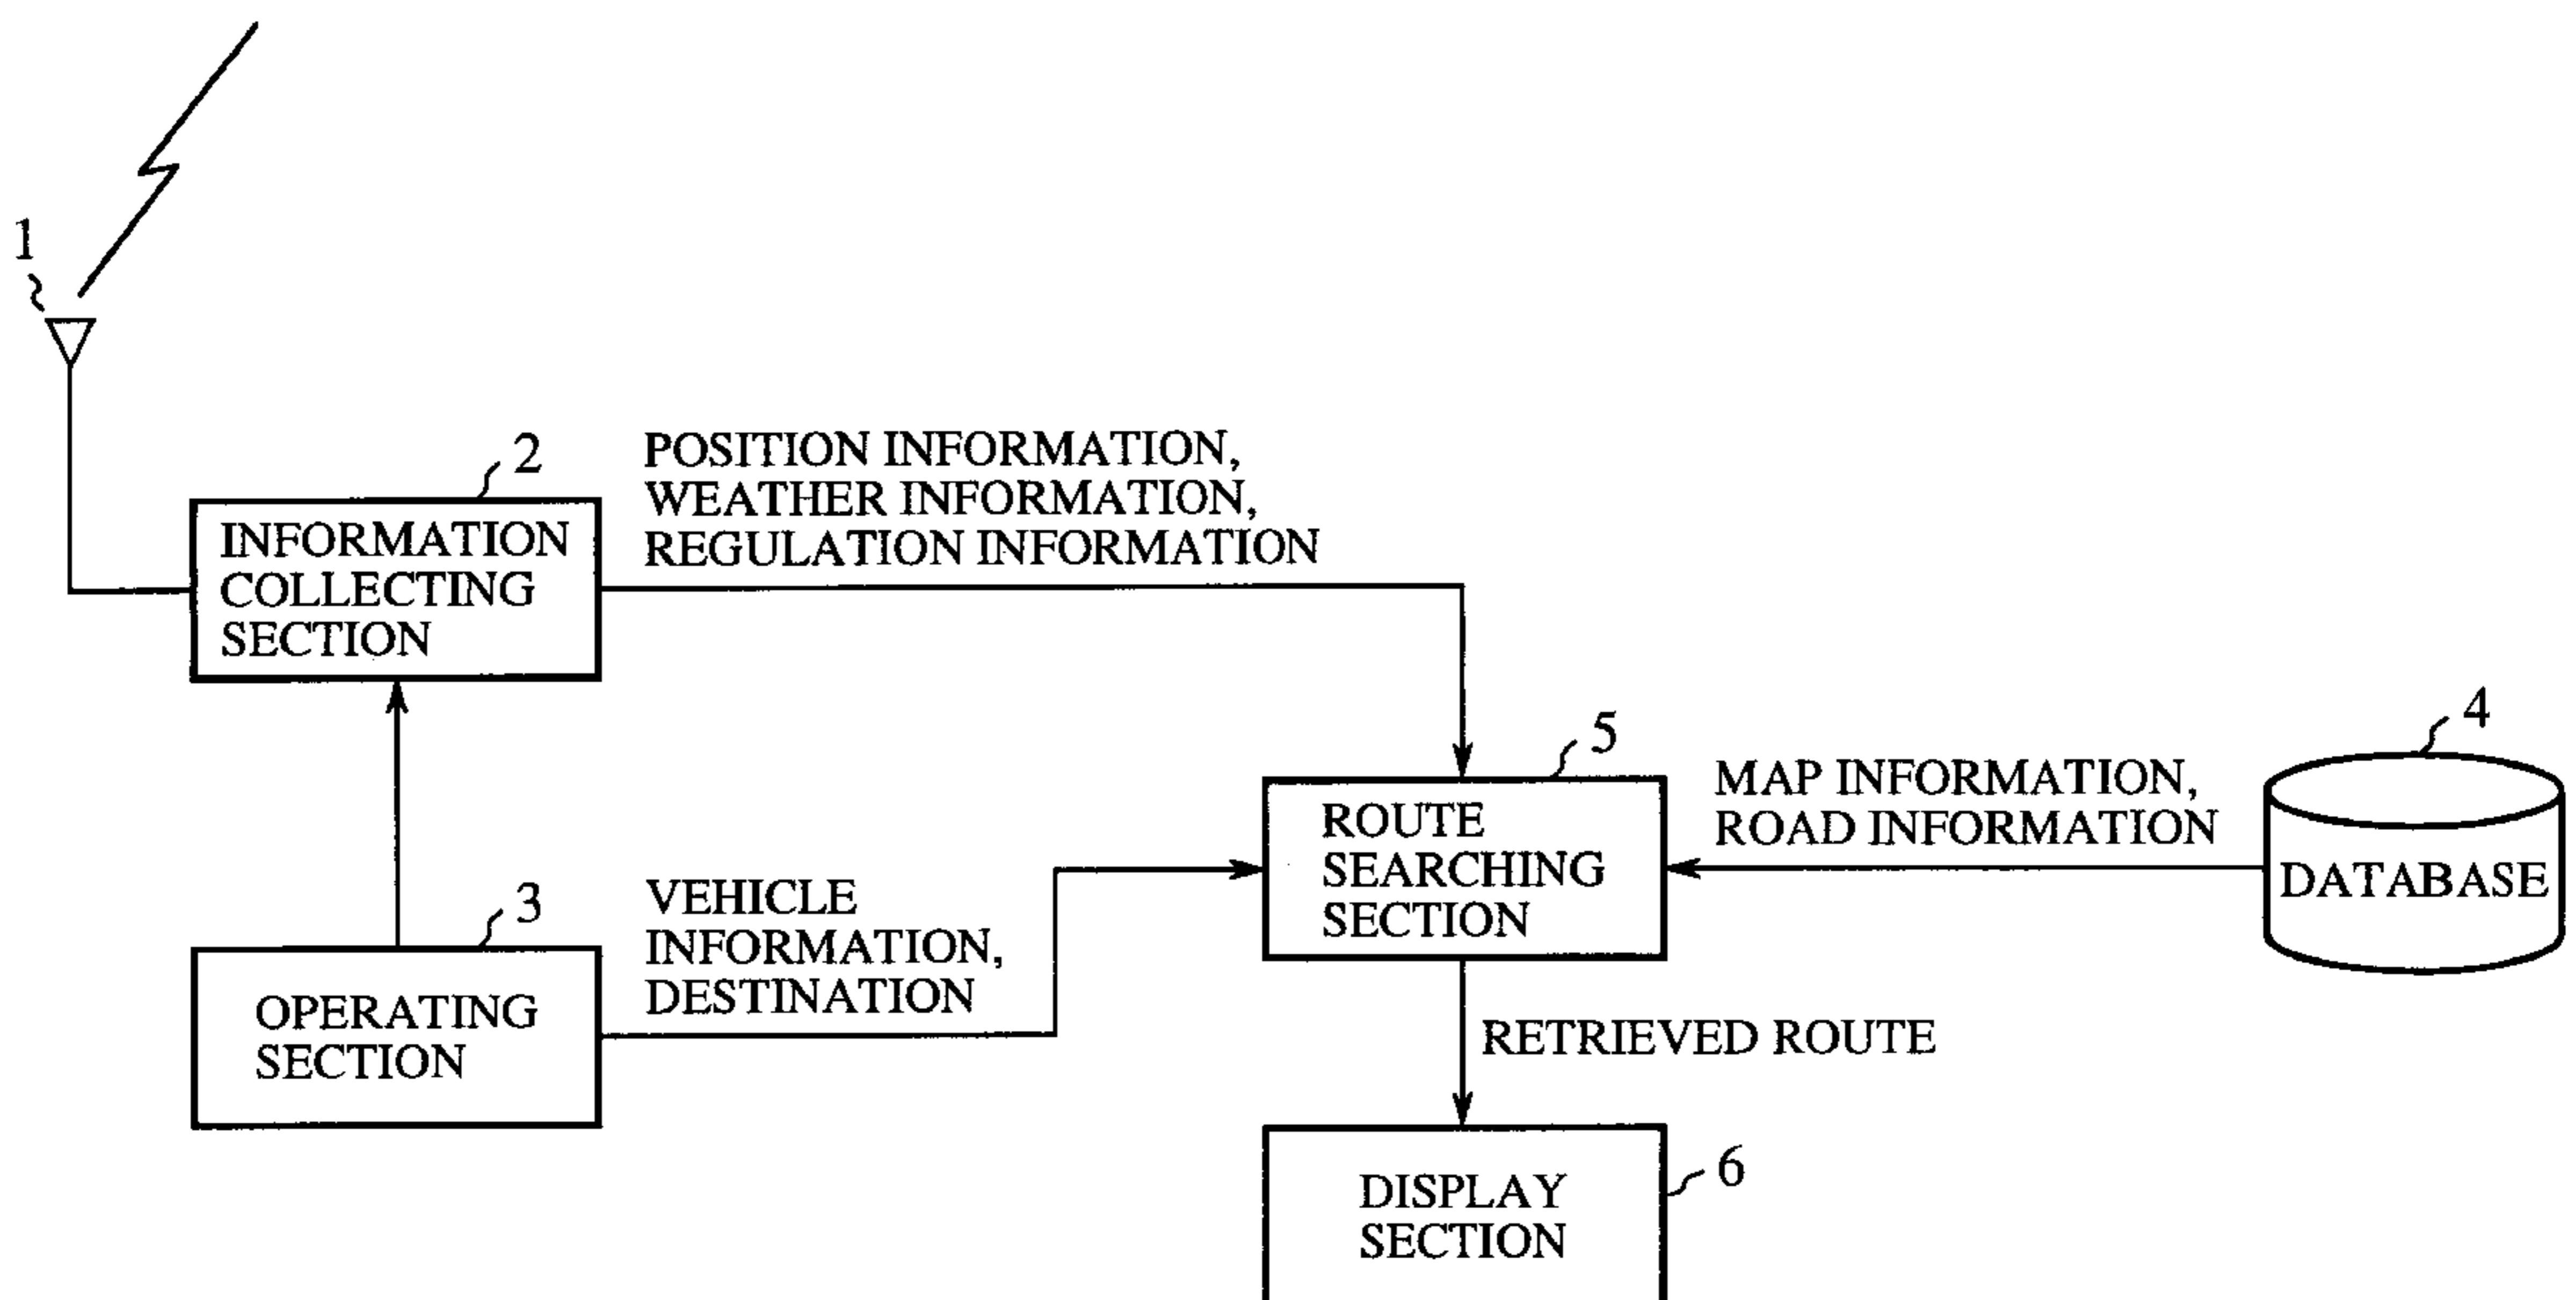 1
2
POSITION INFORMATION,
WEATHER INFORMATION,
REGULATION INFORMATION
INFORMATION
COLLECTING
SECTION
3
VEHICLE
INFORMATION,
DESTINATION
OPERATING
SECTION
5
ROUTE
SEARCHING
SECTION
MAP INFORMATION,
ROAD INFORMATION
4
DATABASE
RETRIEVED ROUTE
6
DISPLAY
SECTION